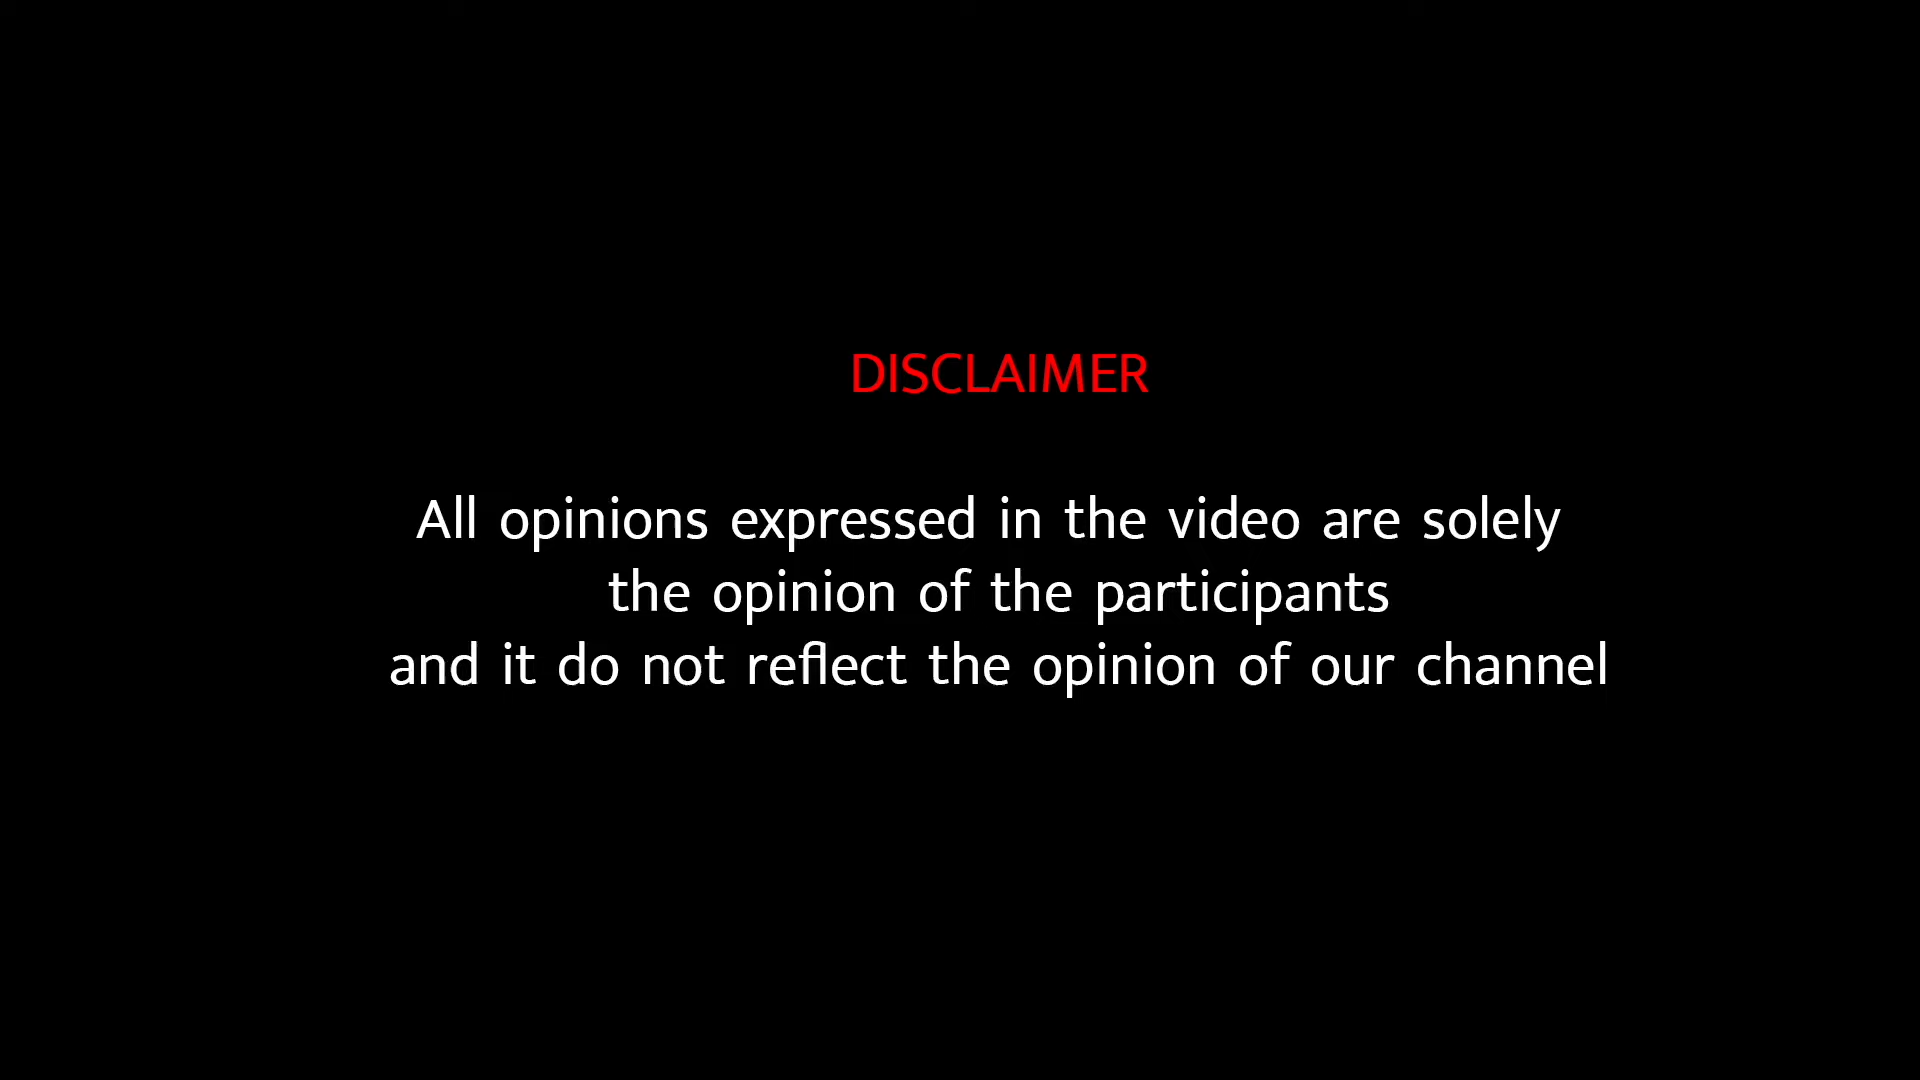 DISCLAIMER
All opinions expressed in the video are solely
the opinion of the participants
and it do not reflect the opinion of our channel